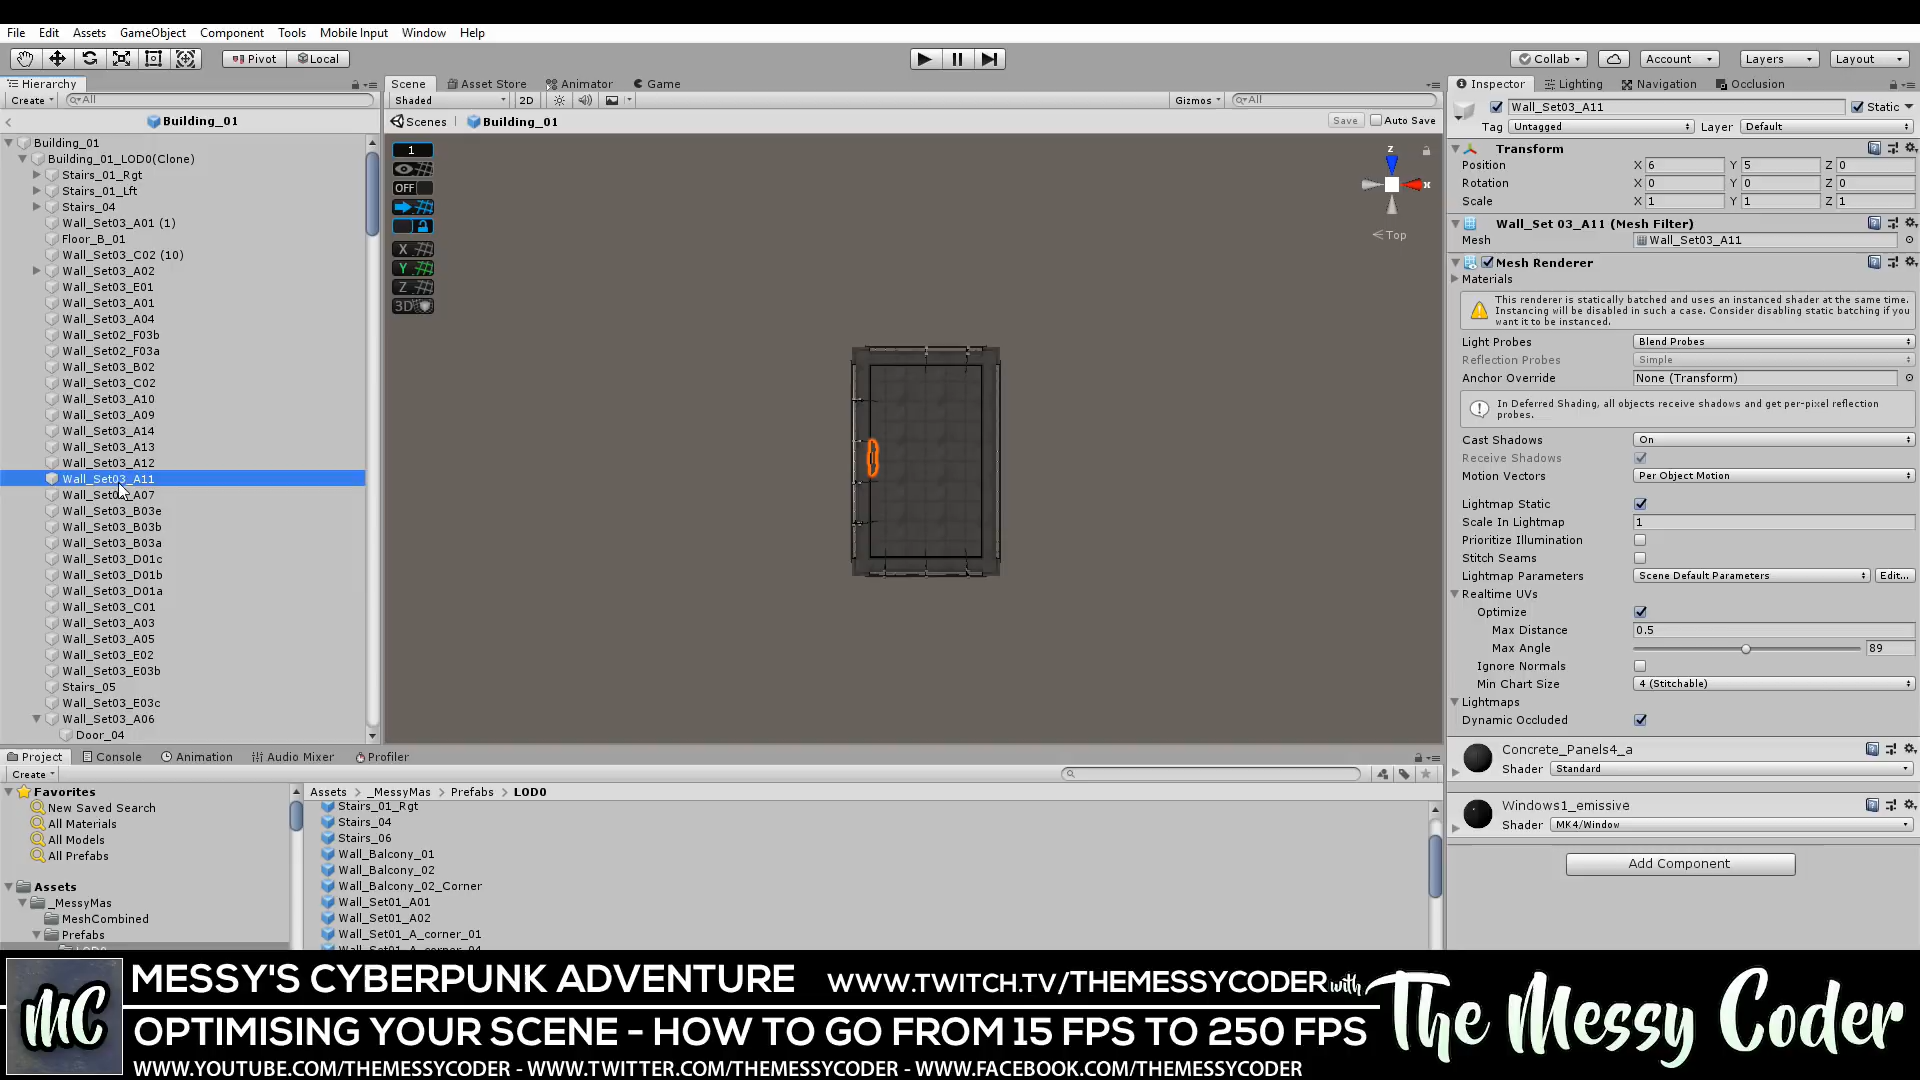 File Edit Assets GameObject Component Tools Mobile Input Window Help
Pivot Local Collab Account Layers Layout
Hierarchy
Create All
Building_01
Building_01
Building_01_LOD0(Clone)
Stairs_01_Rgt
Stairs_01_Lft
Stairs_04
Wall_Set03_A01 (1)
Floor_B_01
Wall_Set03_C02 (10)
Wall_Set03_A02
Wall_Set03_E01
Wall_Set03_A01
Wall_Set03_A04
Wall_Set02_F03b
Wall_Set02_F03a
Wall_Set03_B02
Wall_Set03_C02
Wall_Set03_A10
Wall_Set03_A09
Wall_Set03_A14
Wall_Set03_A13
Wall_Set03_A12
Wall_Set03_A11
Wall_Set03_A07
Wall_Set03_B03e
Wall_Set03_B03b
Wall_Set03_B03a
Wall_Set03_D01c
Wall_Set03_D01b
Wall_Set03_D01a
Wall_Set03_C01
Wall_Set03_A03
Wall_Set03_A05
Wall_Set03_E02
Wall_Set03_E03b
Stairs_05
Wall_Set03_E03c
Wall_Set03_A06
Door_04
Scene Asset Store Animator Game
Shaded 2D Gizmos All
Scenes Building_01 Save Auto Save
1
OFF
X
Y
Z
3D
z
x
Top
Inspector Lighting Navigation Occlusion
Wall_Set03_A11 Static
Tag Untagged Layer Default
Transform
Position X 6 Y 5 Z 0
Rotation X 0 Y 0 Z 0
Scale X 1 Y 1 Z 1
Wall_Set 03_A11 (Mesh Filter)
Mesh Wall_Set03_A11
Mesh Renderer
Materials
This renderer is statically batched and uses an instanced shader at the same time.
Instancing will be disabled in such a case. Consider disabling static batching if you
want it to be instanced.
Light Probes Blend Probes
Reflection Probes Simple
Anchor Override None (Transform)
In Deferred Shading, all objects receive shadows and get per-pixel reflection
probes.
Cast Shadows On
Receive Shadows
Motion Vectors Per Object Motion
Lightmap Static
Scale In Lightmap 1
Prioritize Illumination
Stitch Seams
Lightmap Parameters Scene Default Parameters Edit...
Realtime UVs
Optimize
Max Distance 0.5
Max Angle 89
Ignore Normals
Min Chart Size 4 (Stitchable)
Lightmaps
Dynamic Occluded
Concrete_Panels4_a
Shader Standard
Windows1_emissive
Shader MK4/Window
Add Component
Project Console Animation Audio Mixer Profiler
Create
Favorites
New Saved Search
All Materials
All Models
All Prefabs
Assets
_MessyMas
MeshCombined
Prefabs
LOD0
Assets _MessyMas Prefabs LOD0
Stairs_01_Rgt
Stairs_04
Stairs_06
Wall_Balcony_01
Wall_Balcony_02
Wall_Balcony_02_Corner
Wall_Set01_A01
Wall_Set01_A02
Wall_Set01_A_corner_01
Wall_Set01_A_corner_04
MC
MESSY'S CYBERPUNK ADVENTURE WWW.TWITCH.TV/THEMESSYCODER
OPTIMISING YOUR SCENE - HOW TO GO FROM 15 FPS TO 250 FPS
WWW.YOUTUBE.COM/THEMESSYCODER - WWW.TWITTER.COM/THEMESSYCODER - WWW.FACEBOOK.COM/THEMESSYCODER
with The Messy Coder